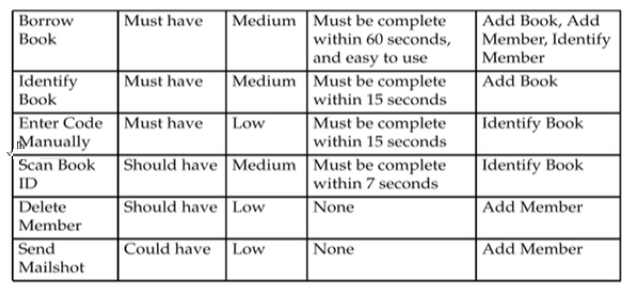 Borrow Book	Must have	Medium	Must be complete within 60 seconds, and easy to use	Add Book, Add Member, Identify Member
Identify Book	Must have	Medium	Must be complete within 15 seconds	Add Book
Enter Code Manually	Must have	Low	Must be complete within 15 seconds	Identify Book
Scan Book ID	Should have	Medium	Must be complete within 7 seconds	Identify Book
Delete Member	Should have	Low	None	Add Member
Send Mailshot	Could have	Low	None	Add Member